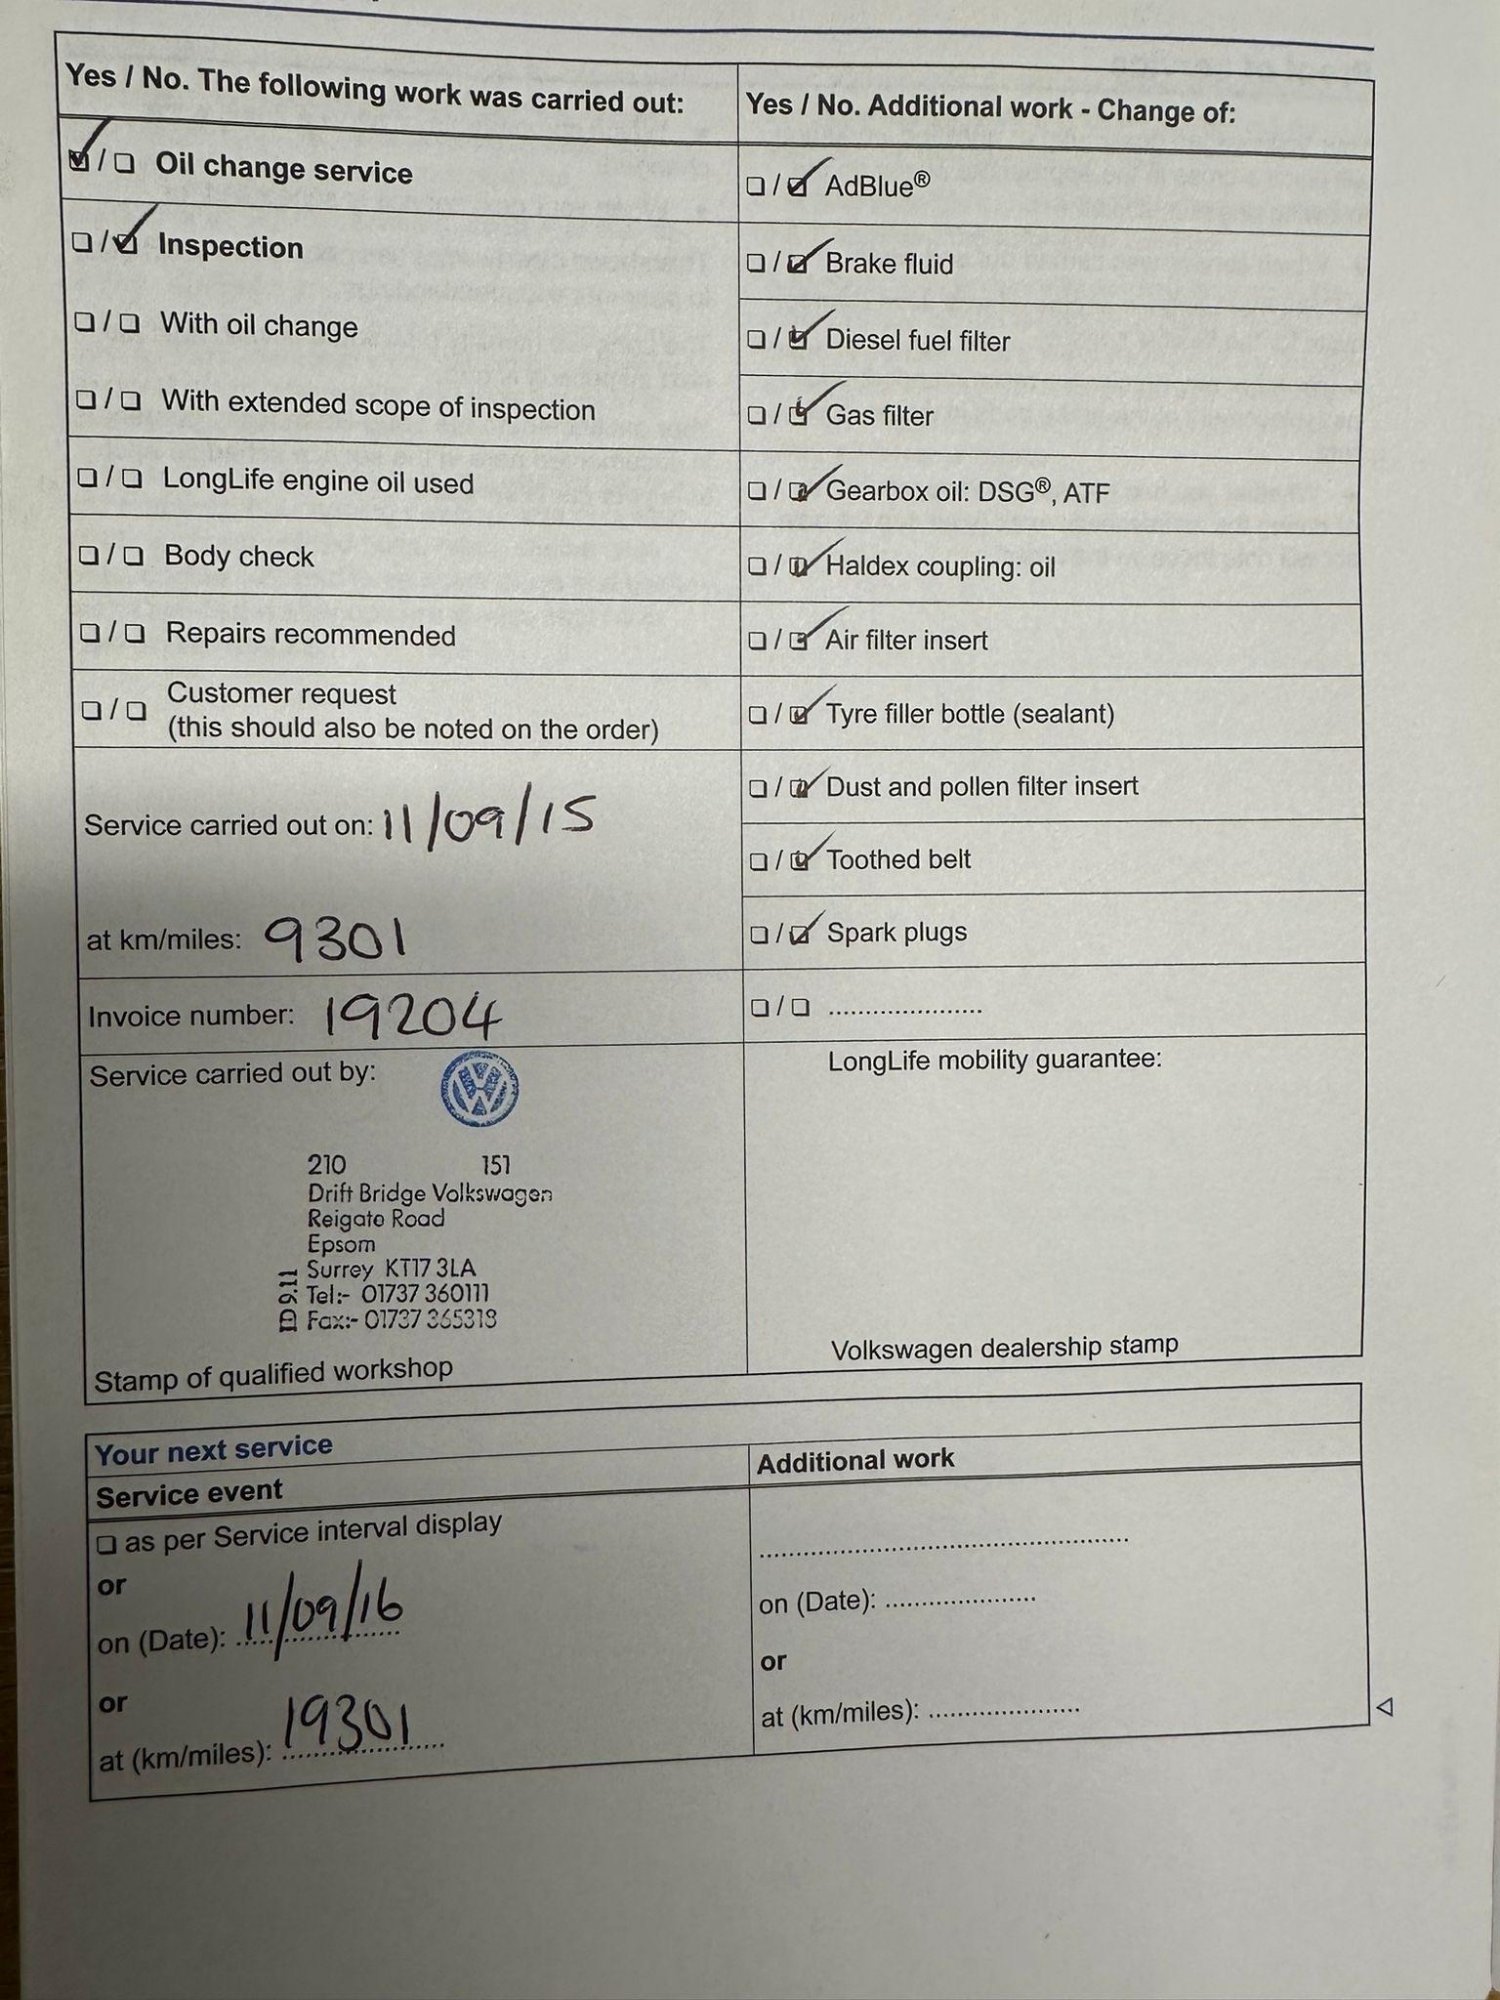 Yes / No. The following work was carried out:
☑ / ☐ Oil change service
☐ / ☑ Inspection
☐ / ☐ With oil change
☐ / ☐ With extended scope of inspection
☐ / ☐ LongLife engine oil used
☐ / ☐ Body check
☐ / ☐ Repairs recommended
☐ / ☐ Customer request
(this should also be noted on the order)
Service carried out on: 11/09/15
at km/miles: 9301
Invoice number: 19204
Service carried out by:
210 151
Drift Bridge Volkswagen
Reigate Road
Epsom
Surrey KT17 3LA
Tel:- 01737 360111
Fax:- 01737 365318
Stamp of qualified workshop
Yes / No. Additional work - Change of:
☐ / ☑ AdBlue®
☐ / ☑ Brake fluid
☐ / ☑ Diesel fuel filter
☐ / ☑ Gas filter
☐ / ☑ Gearbox oil: DSG®, ATF
☐ / ☑ Haldex coupling: oil
☐ / ☑ Air filter insert
☐ / ☑ Tyre filler bottle (sealant)
☐ / ☑ Dust and pollen filter insert
☐ / ☑ Toothed belt
☐ / ☑ Spark plugs
☐ / ☐ .....................
LongLife mobility guarantee:
Volkswagen dealership stamp
Your next service
Service event
☐ as per Service interval display
or
on (Date): 11/09/16
or
at (km/miles): 19301
Additional work
on (Date): .....................
or
at (km/miles): .....................